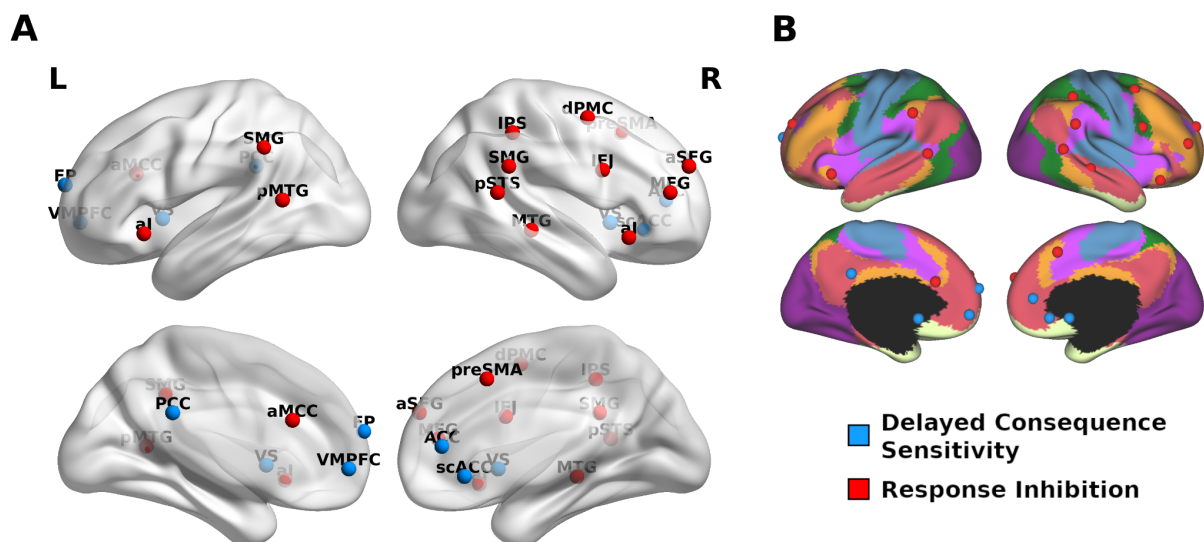 A
B
L
R
dPMC
IPS
preSMA
SMG
PCC
aMCC
SMG
IFJ
aSFG
FP
pMTG
pSTS
MFG
ACC
VMPFC
VS
aI
MTG
VS
scACC
aI
dPMC
preSMA
IPS
SMG
PCC
aMCC
FP
aSFG
IFJ
SMG
pMTG
MFG
ACC
pSTS
VS
VMPFC
aI
scACC
VS
MTG
Delayed Consequence
Sensitivity
Response Inhibition